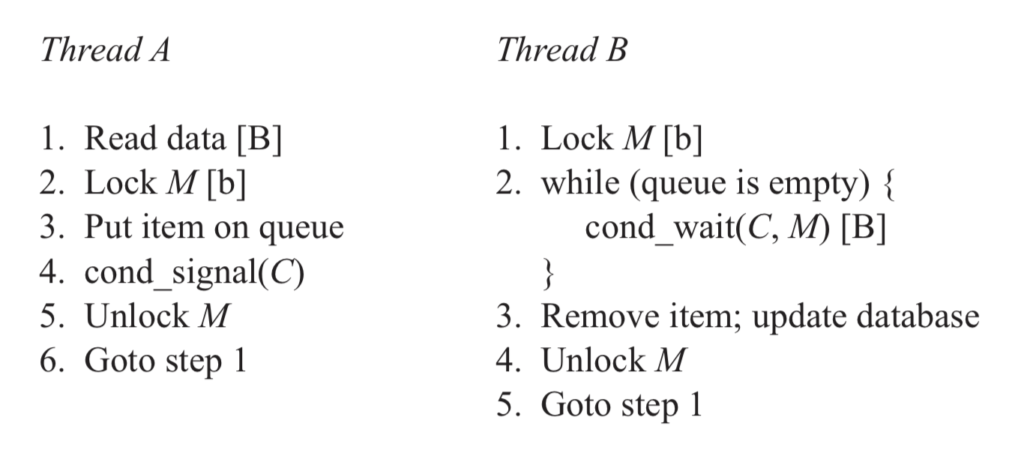 Thread A
1. Read data [B]
2. Lock M [b]
3. Put item on queue
4. cond_signal(C)
5. Unlock M
6. Goto step 1
Thread B
1. Lock M [b]
2. while (queue is empty) {
cond_wait(C, M) [B]
}
3. Remove item; update database
4. Unlock M
5. Goto step 1